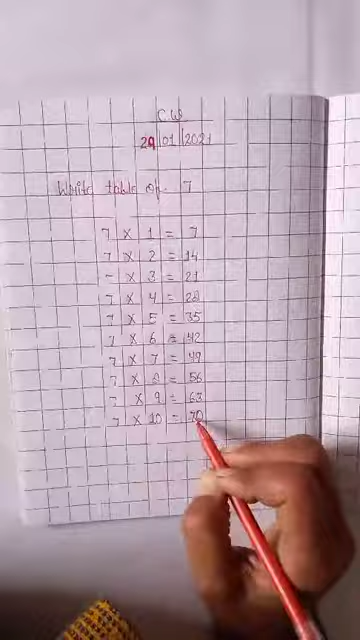 C.W
29|01|2021
Write table of 7
7 x 1 = 7
7 x 2 = 14
7 x 3 = 21
7 x 4 = 28
7 x 5 = 35
7 x 6 = 42
7 x 7 = 49
7 x 8 = 56
7 x 9 = 63
7 x 10 = 70